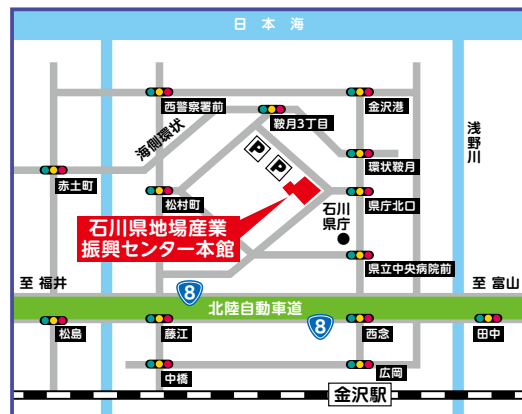 日本海
西警察署前
金沢港
鞍月3丁目
海側環状
浅野川
P
P
環状鞍月
赤土町
松村町
県庁北口
石川県地場産業
振興センター本館
石川
県庁
県立中央病院前
至 福井
至 富山
8
北陸自動車道
8
松島
藤江
西念
田中
中橋
広岡
金沢駅